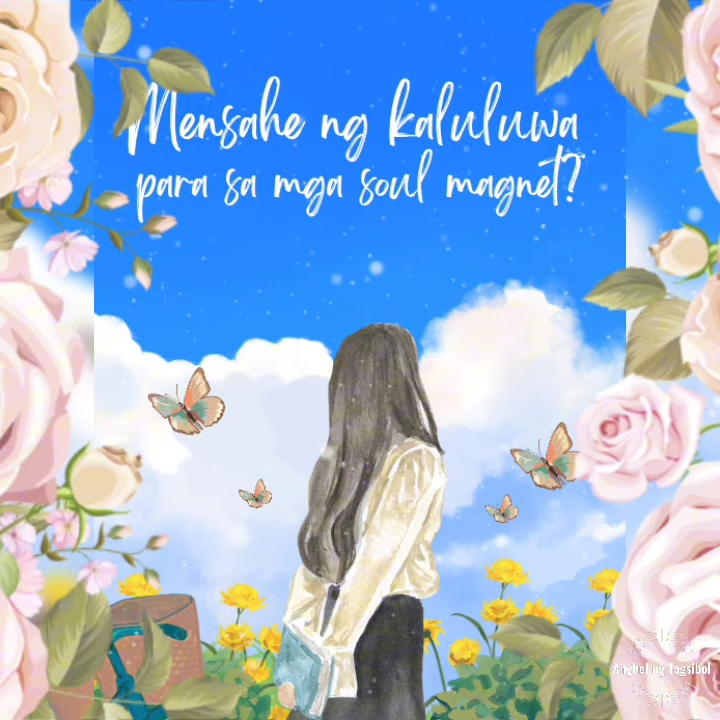 Mensahe ng kaluluwa
para sa mga soul magnet?
Anghel ng Tagsibol